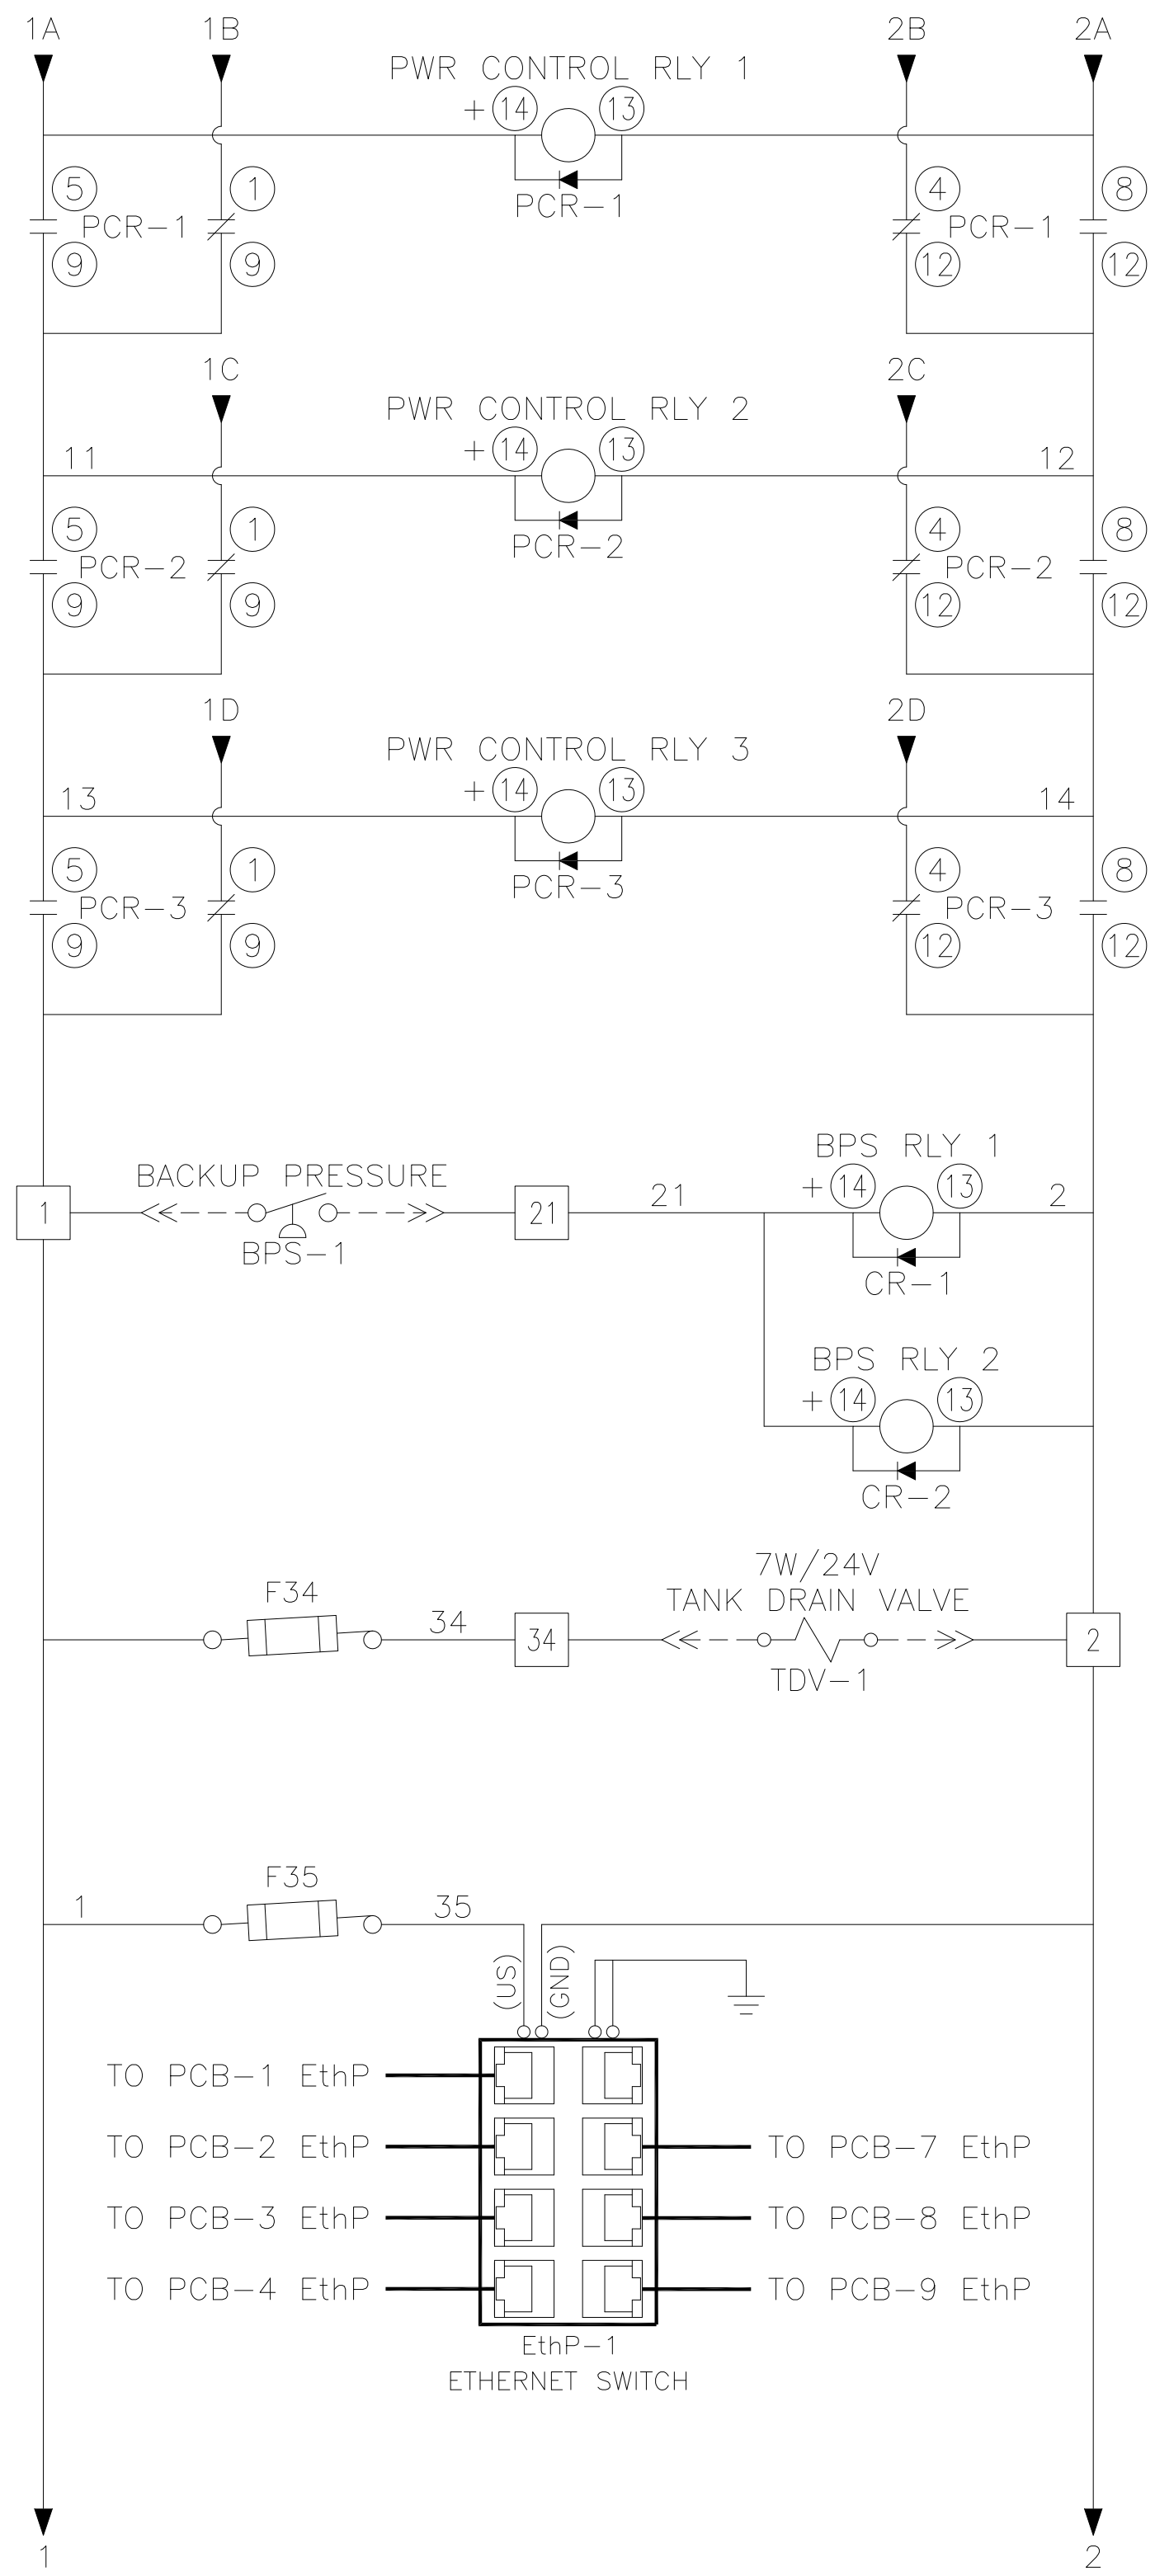 1A 1B 2B 2A
PWR CONTROL RLY 1
+ 14 13
PCR-1
5 1 4 8
PCR-1 PCR-1
9 9 12 12
1C 2C
PWR CONTROL RLY 2
11 + 14 13 12
PCR-2
5 1 4 8
PCR-2 PCR-2
9 9 12 12
1D 2D
PWR CONTROL RLY 3
13 + 14 13 14
PCR-3
5 1 4 8
PCR-3 PCR-3
9 9 12 12
BPS RLY 1
BACKUP PRESSURE
+ 14 13
21 2
1 21
BPS-1
CR-1
BPS RLY 2
+ 14 13
CR-2
7W/24V
F34 TANK DRAIN VALVE
34
34 2
TDV-1
F35
1 35
(US) (GND)
TO PCB-1 EthP
TO PCB-2 EthP TO PCB-7 EthP
TO PCB-3 EthP TO PCB-8 EthP
TO PCB-4 EthP TO PCB-9 EthP
EthP-1
ETHERNET SWITCH
1 2